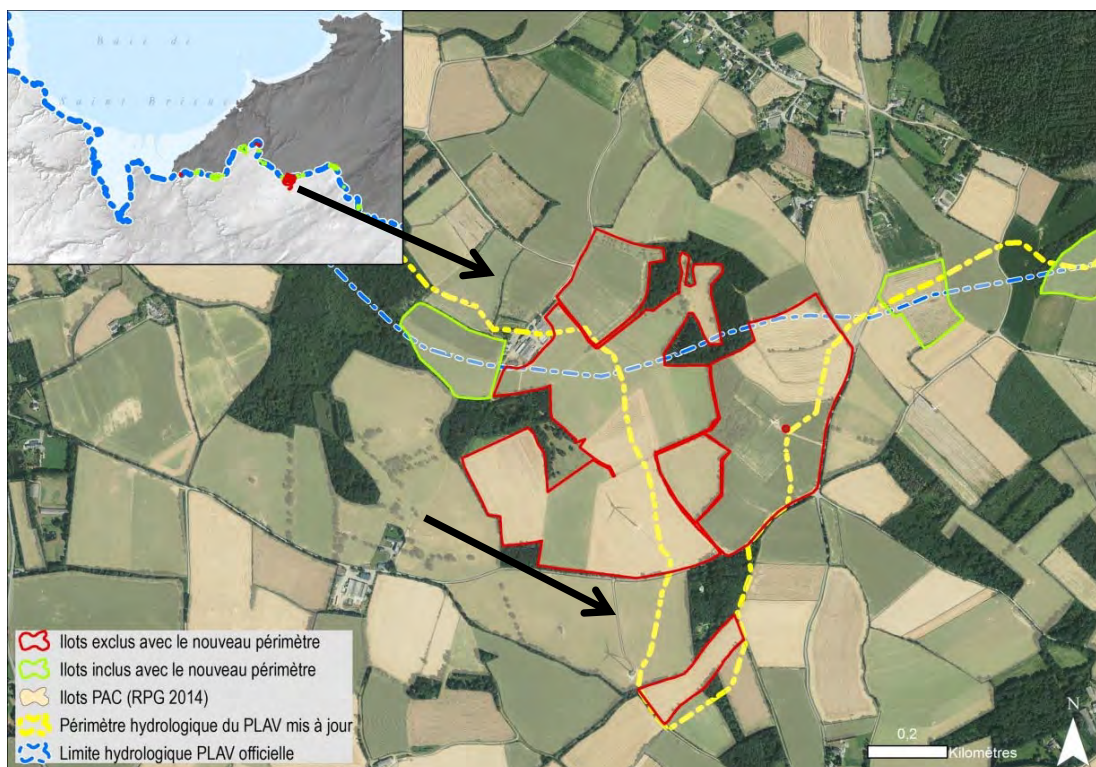 Baie de
Saint Brieuc
Ilots exclus avec le nouveau périmètre
Ilots inclus avec le nouveau périmètre
Ilots PAC (RPG 2014)
Périmètre hydrologique du PLAV mis à jour
Limite hydrologique PLAV officielle
N
0,2
Kilomètres